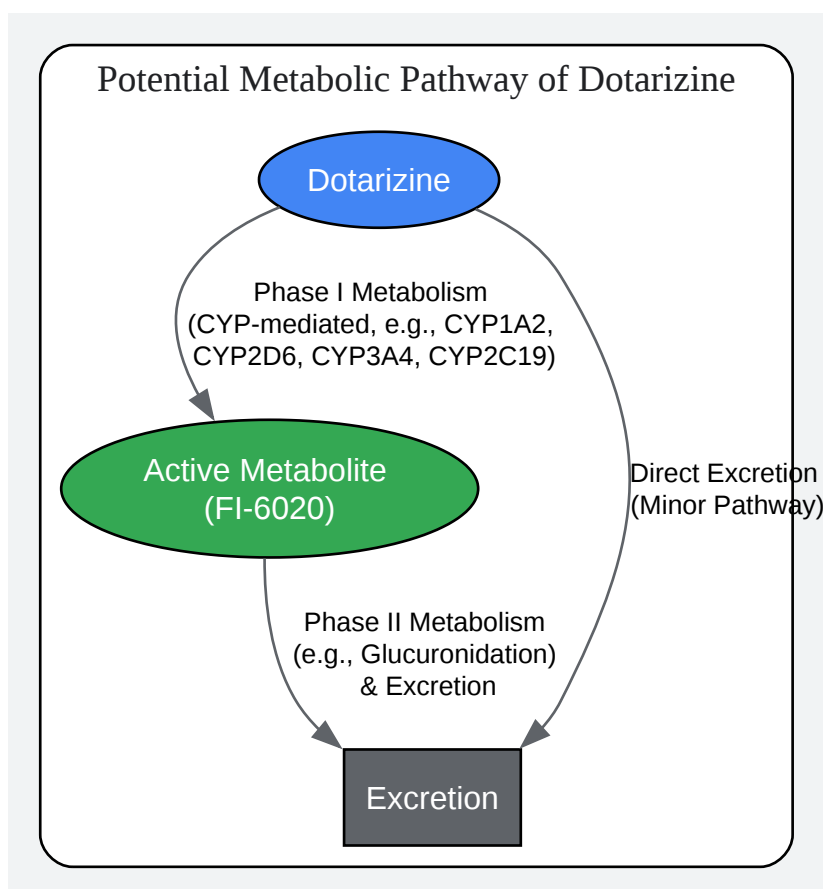 Potential Metabolic Pathway of Dotarizine
Dotarizine
Phase I Metabolism
(CYP-mediated, e.g., CYP1A2,
CYP2D6, CYP3A4, CYP2C19)
Active Metabolite
(FI-6020)
Direct Excretion
(Minor Pathway)
Phase II Metabolism
(e.g., Glucuronidation)
& Excretion
Excretion